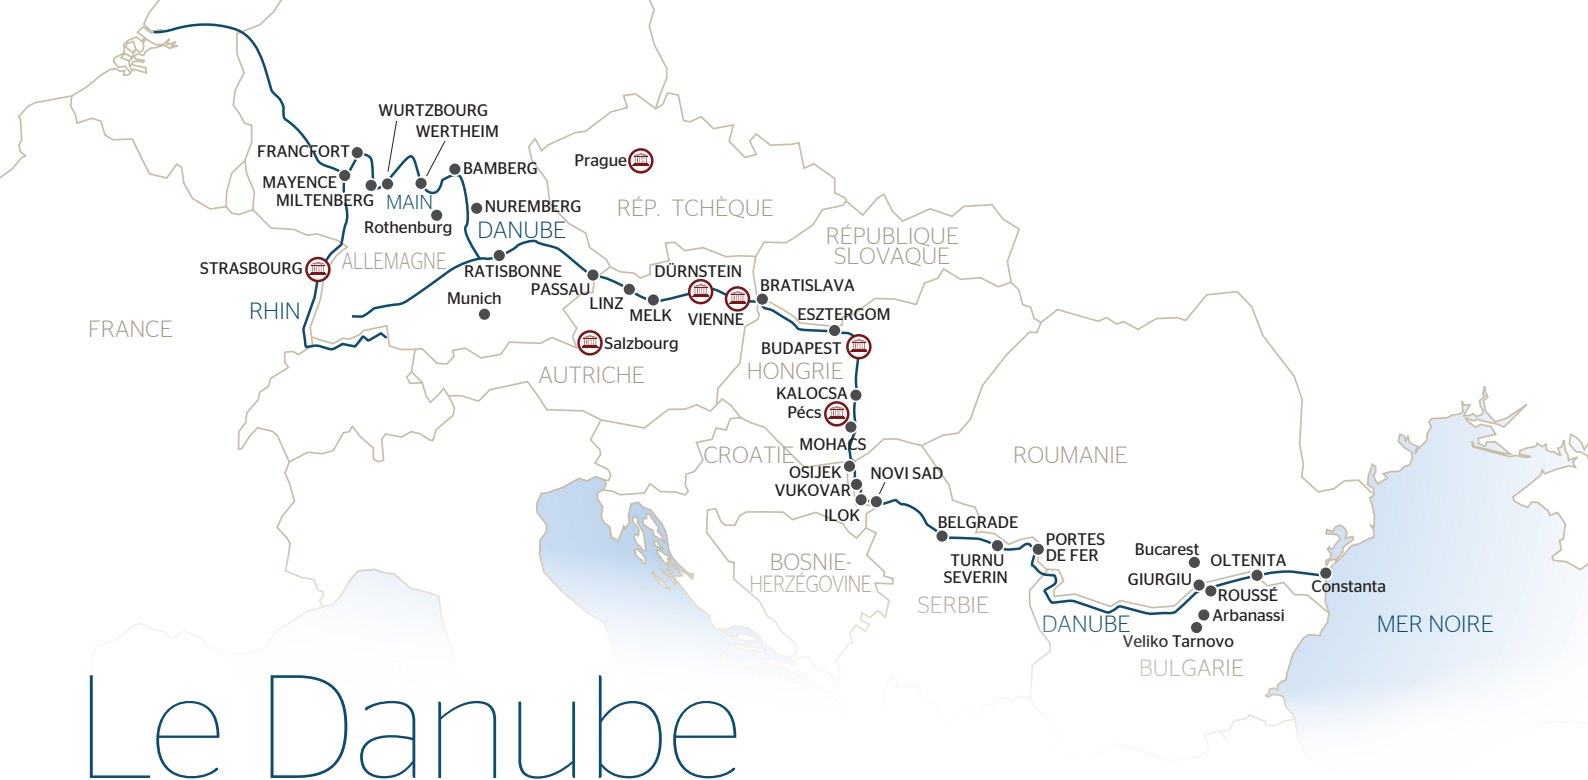 WURTZBOURG
WERTHEIM
FRANCFORT
Prague
BAMBERG
MAYENCE
MILTENBERG
MAIN
NUREMBERG
RÉP. TCHÈQUE
Rothenburg
DANUBE
RÉPUBLIQUE
SLOVAQUE
STRASBOURG
ALLEMAGNE
RATISBONNE
DÜRNSTEIN
PASSAU
BRATISLAVA
Munich
LINZ
RHIN
MELK
VIENNE
ESZTERGOM
FRANCE
Salzbourg
BUDAPEST
AUTRICHE
HONGRIE
KALOCSA
Pécs
MOHACS
CROATIE
ROUMANIE
OSIJEK
NOVI SAD
VUKOVAR
ILOK
BELGRADE
PORTES
DE FER
TURNU
SEVERIN
Bucarest
OLTENITA
BOSNIE-
HERZÉGOVINE
GIURGIU
Constanta
ROUSSÉ
SERBIE
Arbanassi
DANUBE
MER NOIRE
Veliko Tarnovo
BULGARIE
Le Danube